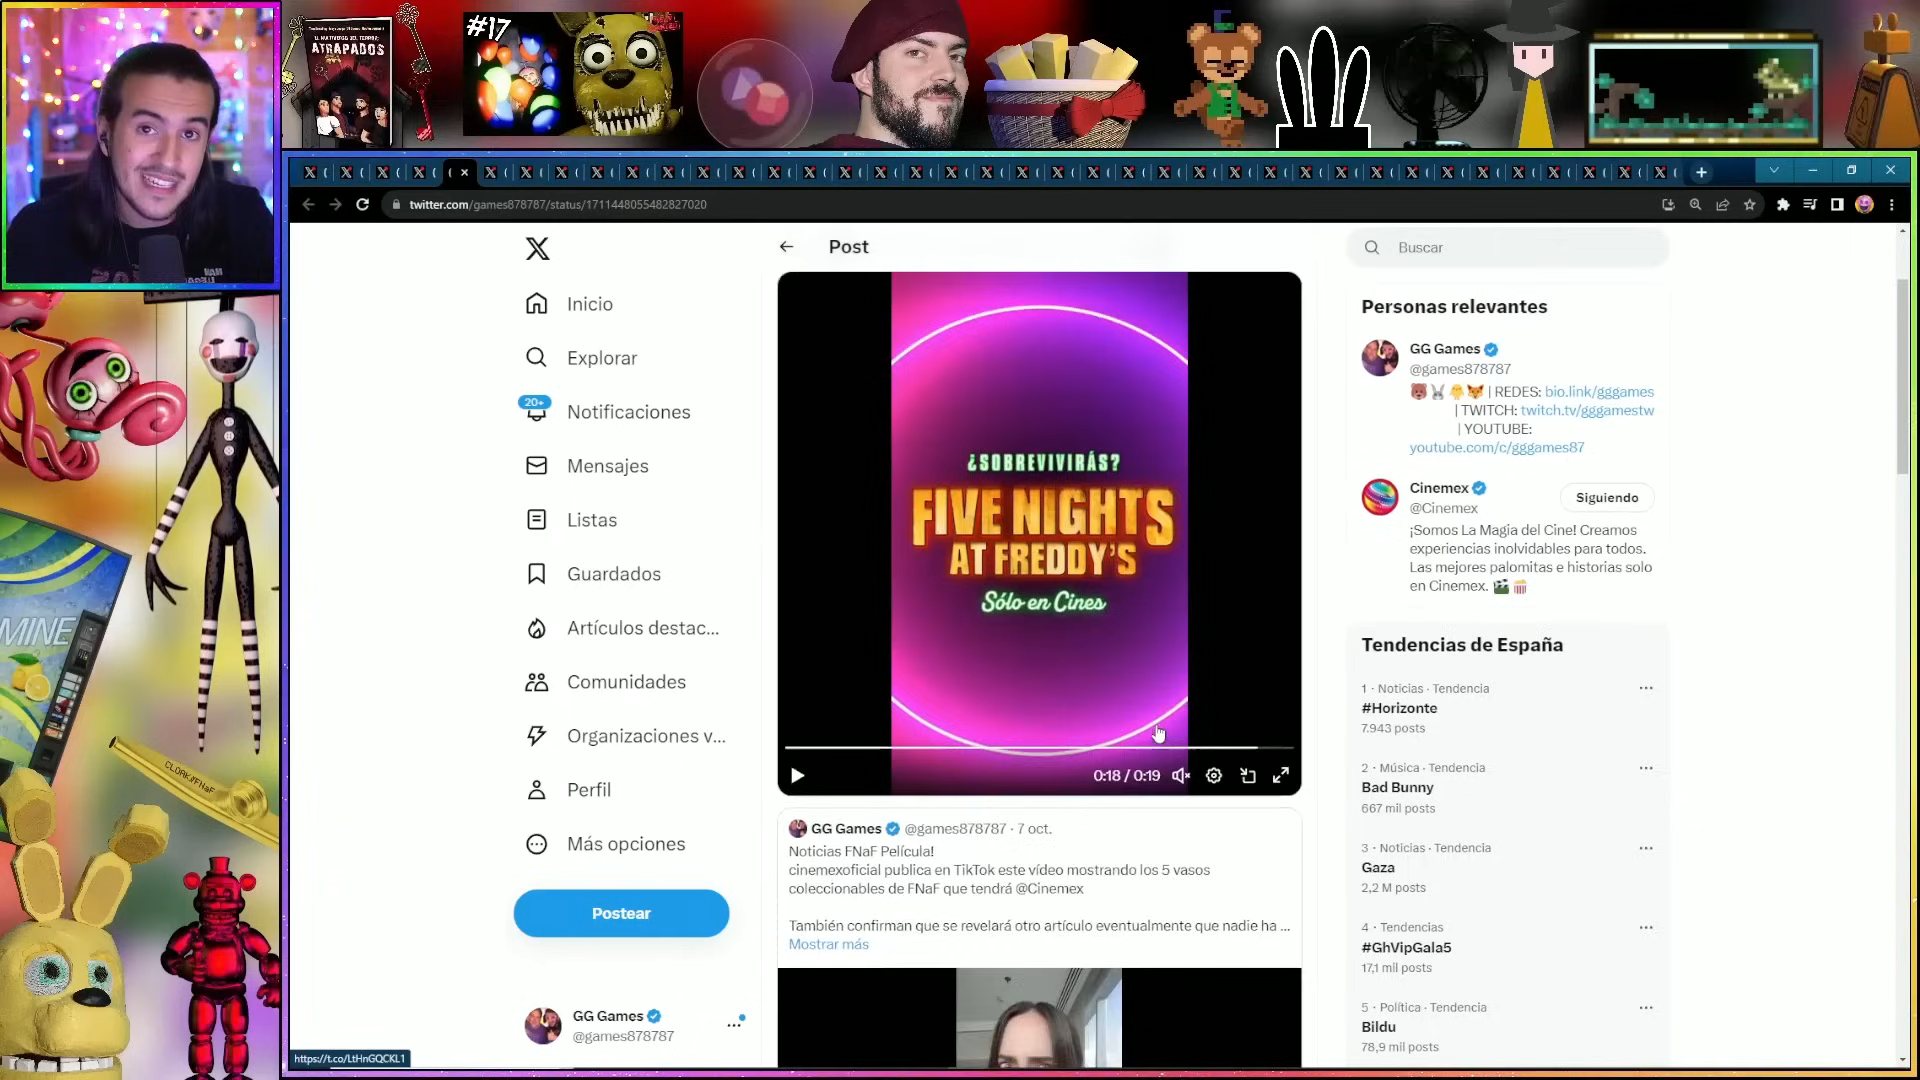 ATRAPADOS
#17
twitter.com/games878787/status/1711448055482827020
Post
Buscar
Inicio
Explorar
20+
Notificaciones
Mensajes
Listas
Guardados
Artículos destac...
Comunidades
Organizaciones v...
Perfil
Más opciones
Postear
GG Games
@games878787
https://t.co/LtHnGQCKL1
¿SOBREVIVIRÁS?
FIVE NIGHTS
AT FREDDY'S
Sólo en Cines
0:18 / 0:19
GG Games @games878787 · 7 oct.
Noticias FNaF Película!
cinemexoficial publica en TikTok este vídeo mostrando los 5 vasos
coleccionables de FNaF que tendrá @Cinemex
También confirman que se revelará otro artículo eventualmente que nadie ha ...
Mostrar más
Personas relevantes
GG Games
@games878787
| REDES: bio.link/gggames
| TWITCH: twitch.tv/gggamestw
| YOUTUBE:
youtube.com/c/gggames87
Cinemex
@Cinemex
Siguiendo
¡Somos La Magia del Cine! Creamos
experiencias inolvidables para todos.
Las mejores palomitas e historias solo
en Cinemex.
Tendencias de España
1 · Noticias · Tendencia
#Horizonte
7.943 posts
2 · Música · Tendencia
Bad Bunny
667 mil posts
3 · Noticias · Tendencia
Gaza
2,2 M posts
4 · Tendencias
#GhVipGala5
17,1 mil posts
5 · Política · Tendencia
Bildu
78,9 mil posts
MINE
CLOAK//FNaF